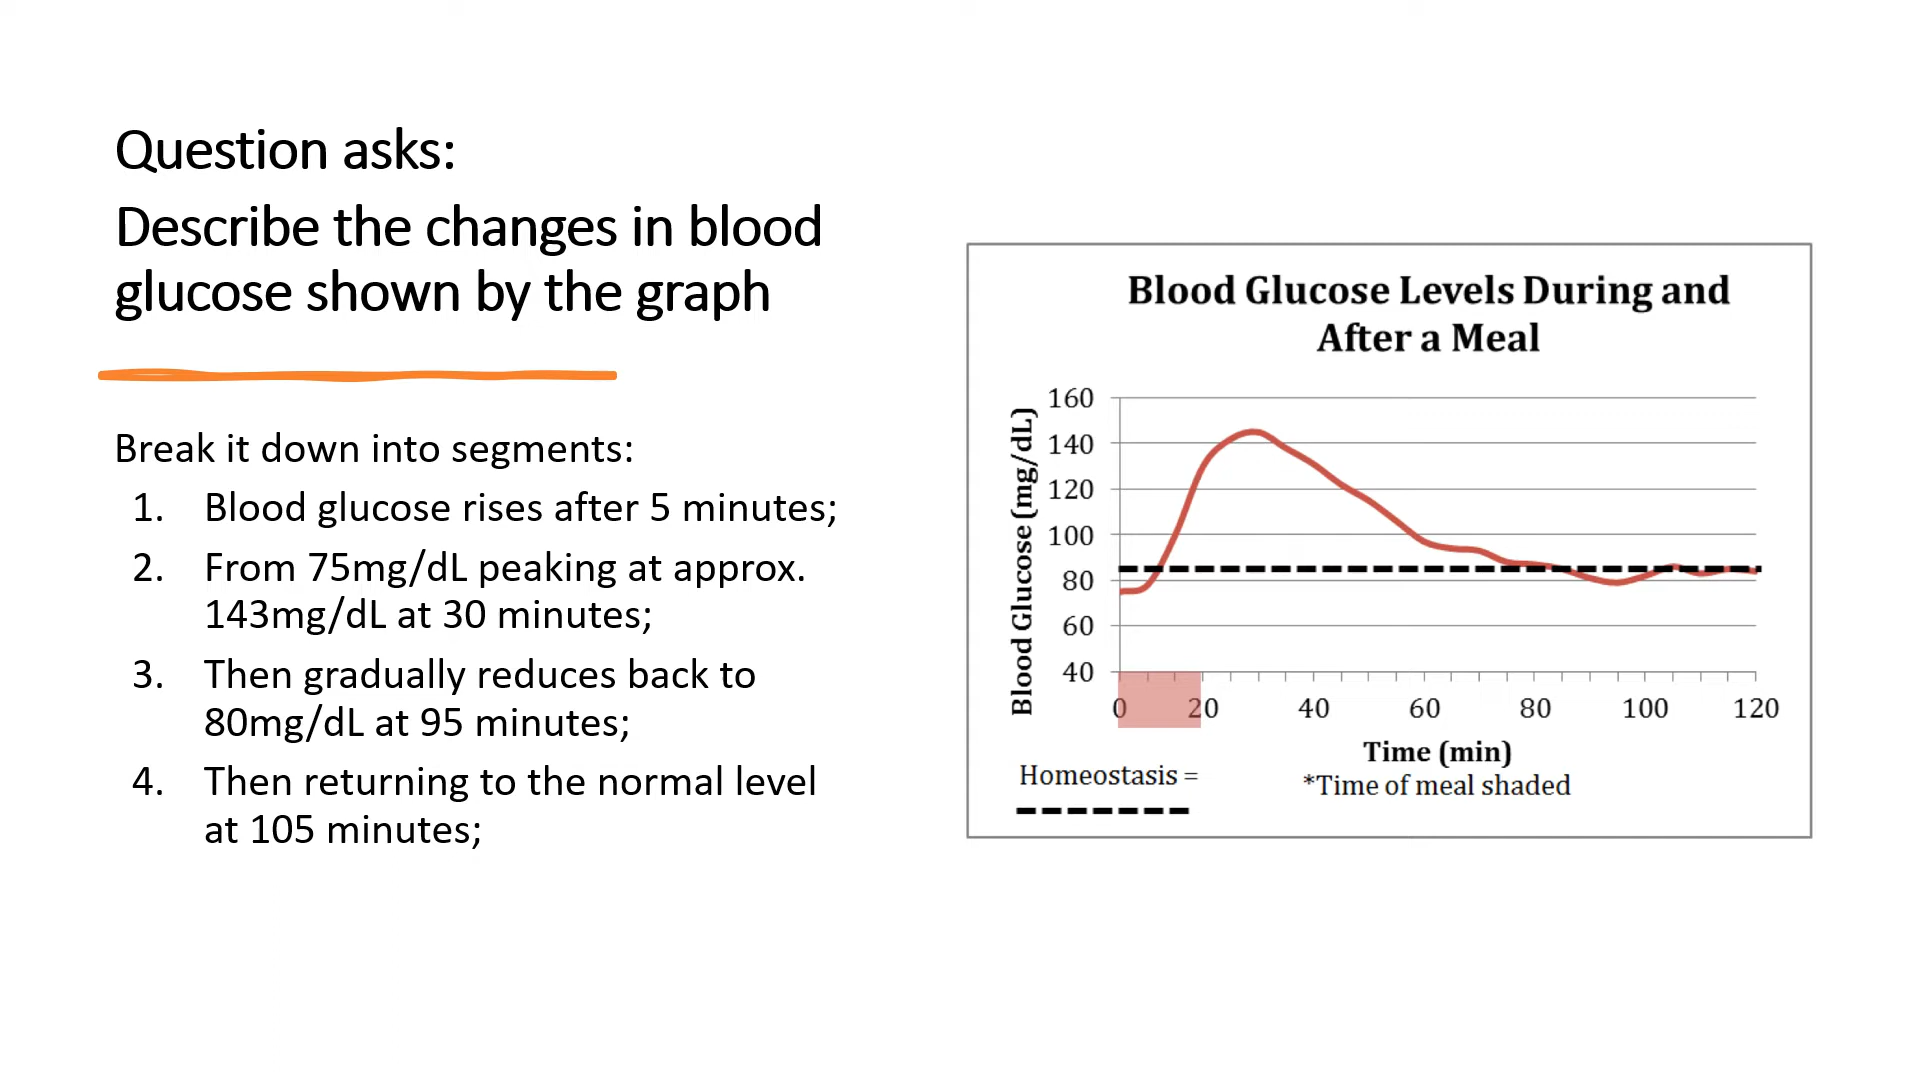 Question asks:
Describe the changes in blood
glucose shown by the graph
Break it down into segments:
1. Blood glucose rises after 5 minutes;
2. From 75mg/dL peaking at approx.
143mg/dL at 30 minutes;
3. Then gradually reduces back to
80mg/dL at 95 minutes;
4. Then returning to the normal level
at 105 minutes;
Blood Glucose Levels During and
After a Meal
Blood Glucose (mg/dL)
160
140
120
100
80
60
40
0 20 40 60 80 100 120
Time (min)
*Time of meal shaded
Homeostasis =